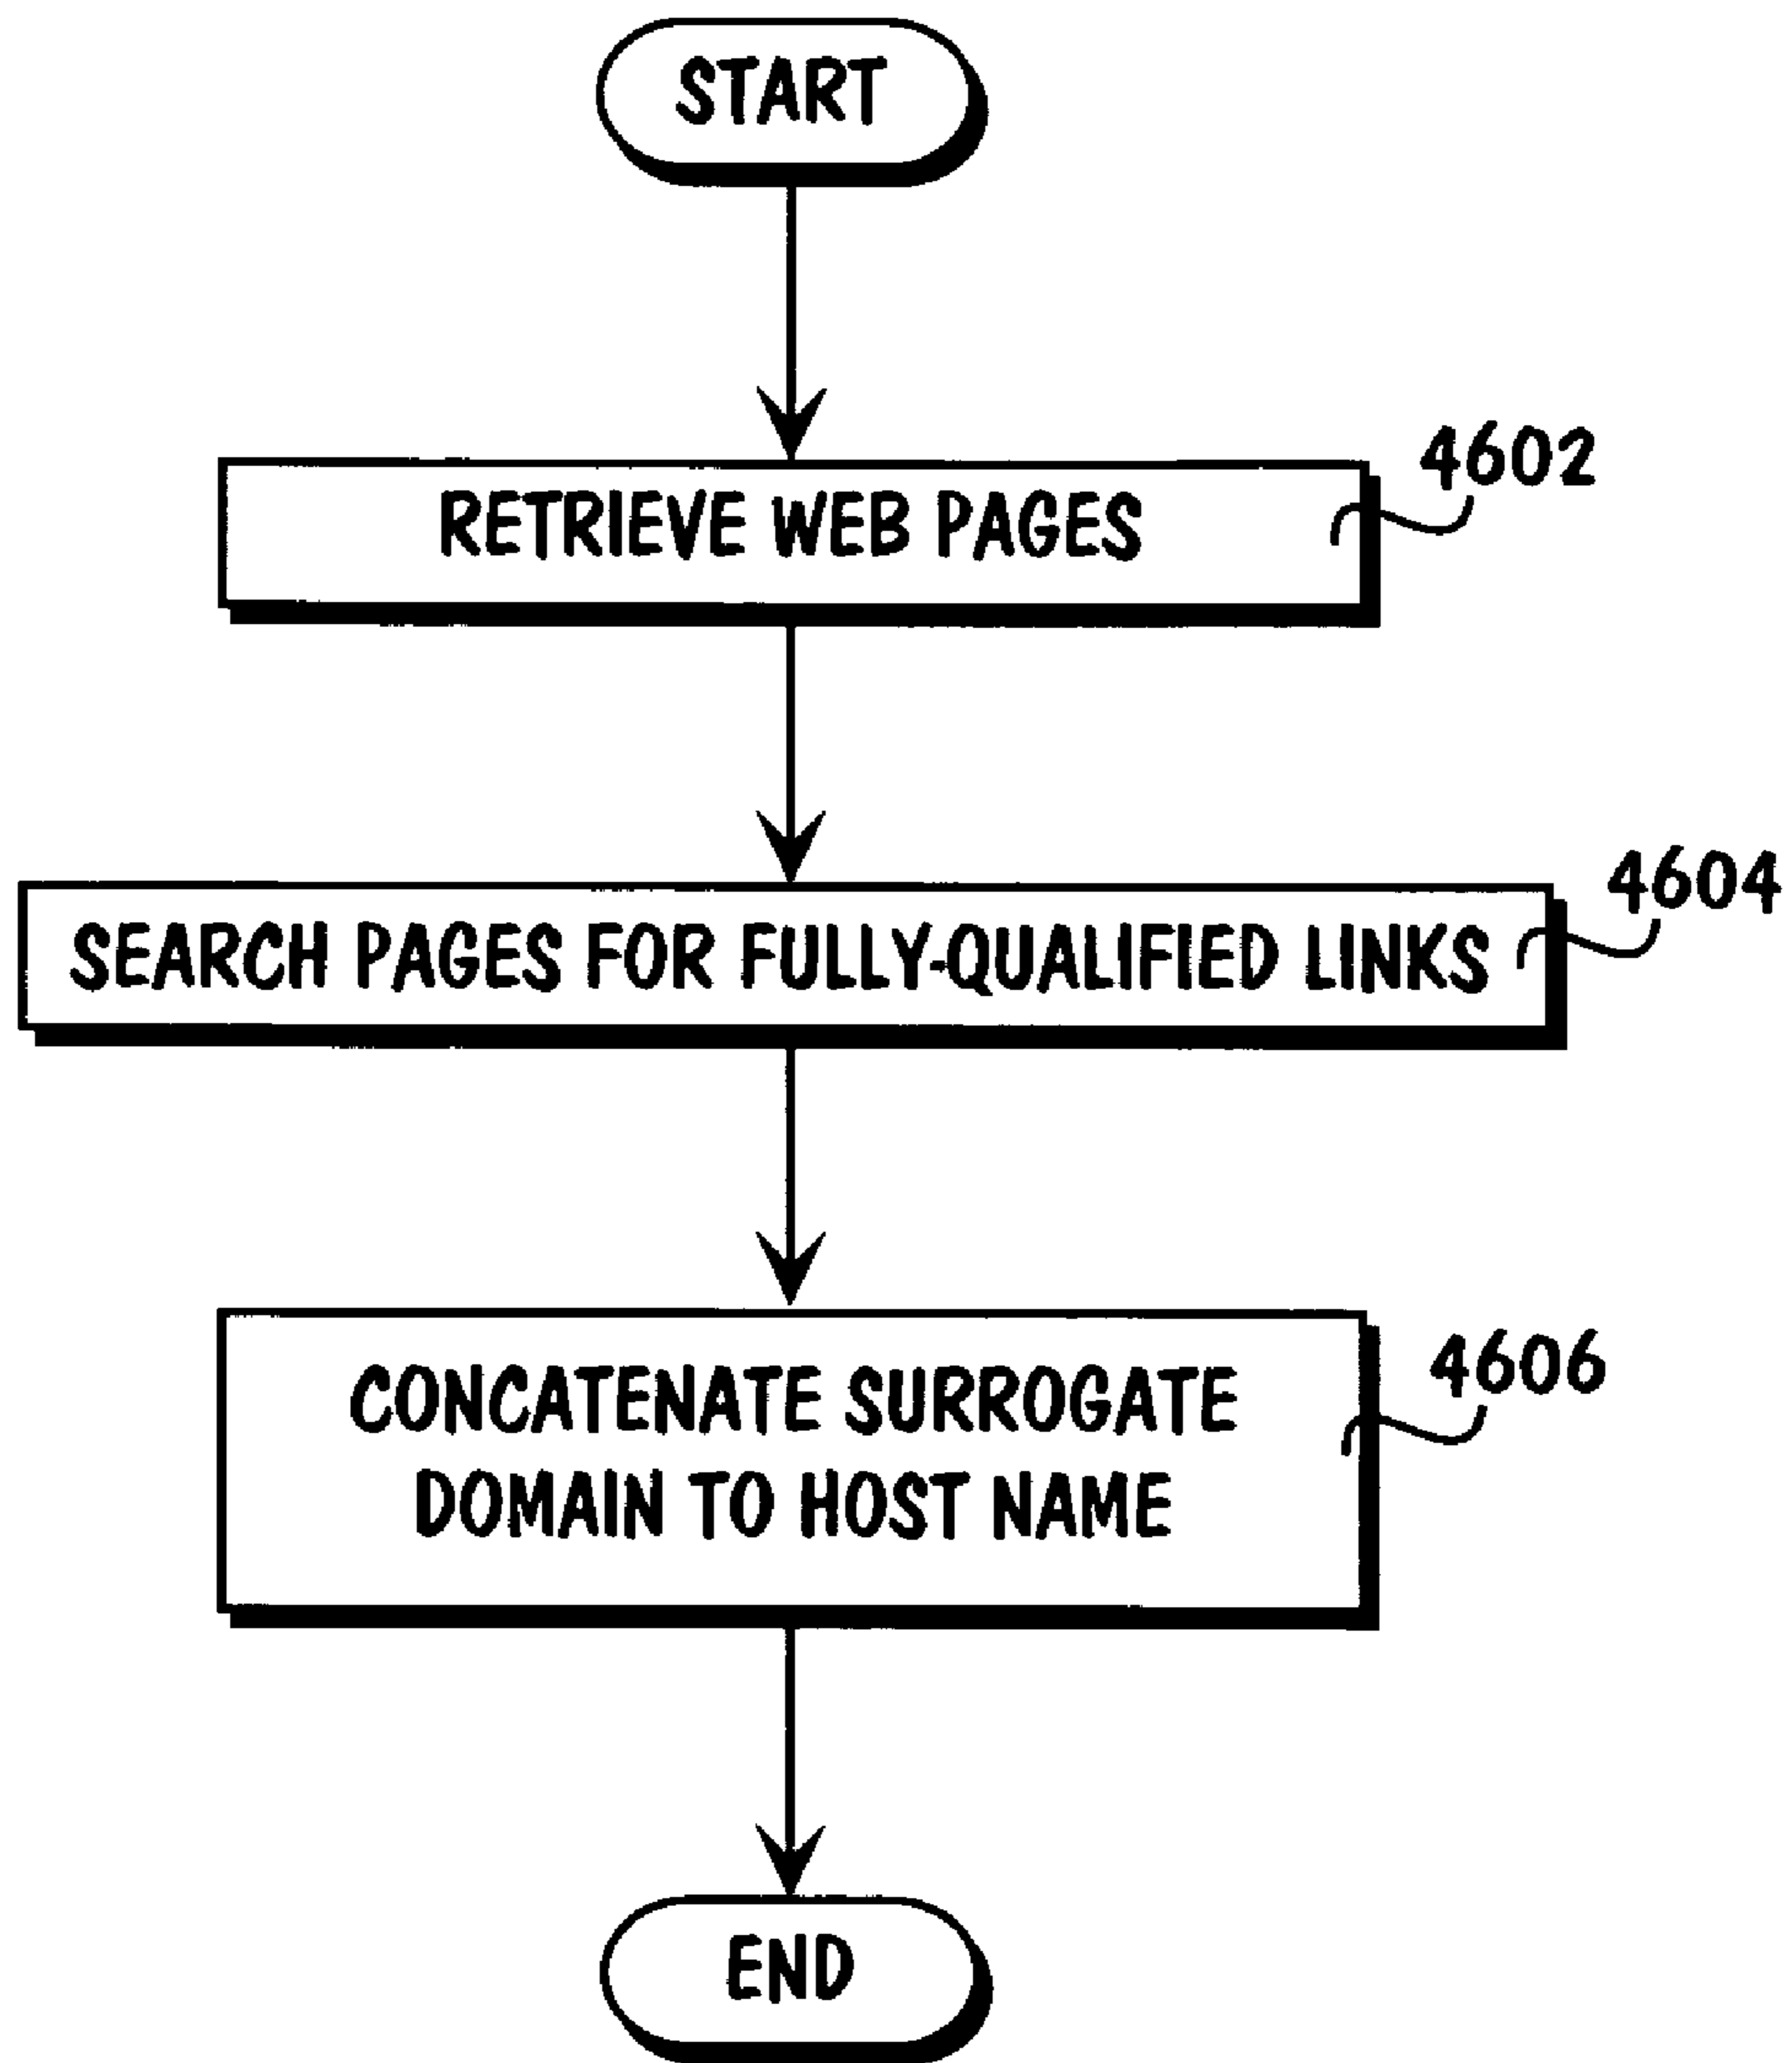 START
RETRIEVE WEB PAGES
4602
SEARCH PAGES FOR FULLY-QUALIFIED LINKS
4604
CONCATENATE SURROGATE
DOMAIN TO HOST NAME
4606
END